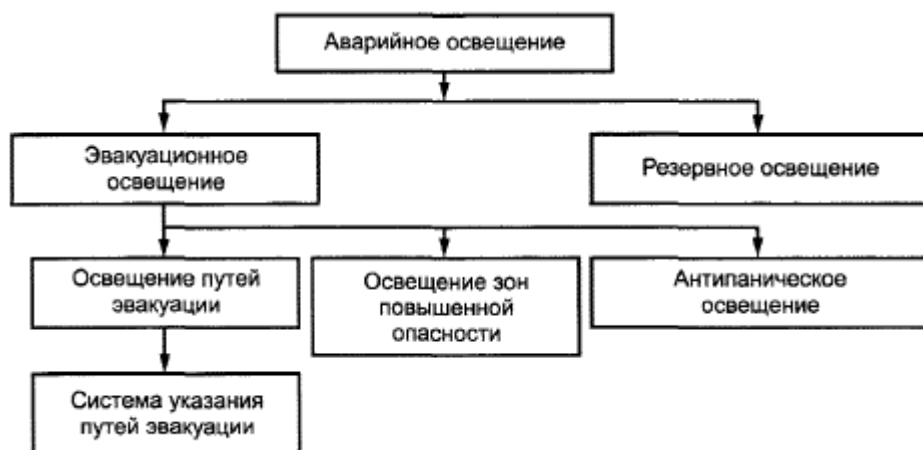 Аварийное освещение
Эвакуационное
освещение
Резервное освещение
Освещение путей
эвакуации
Освещение зон
повышенной
опасности
Антипаническое
освещение
Система указания
путей эвакуации